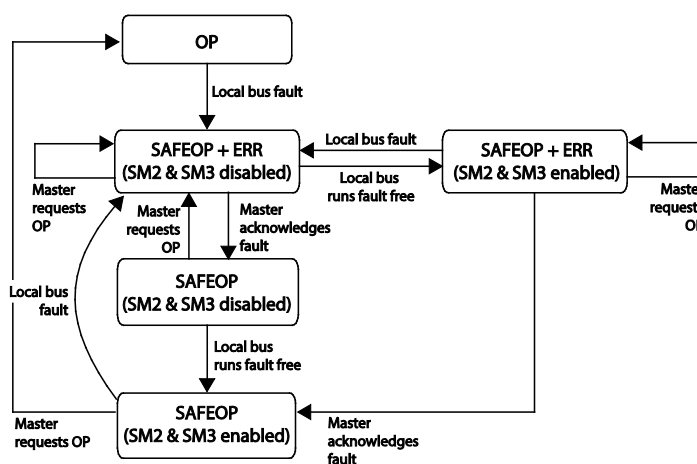 OP
Local bus fault
SAFEOP + ERR
(SM2 & SM3 disabled)
Local bus fault
Local bus
runs fault free
SAFEOP + ERR
(SM2 & SM3 enabled)
Master
requests
OP
Master
requests
OP
Master
acknowledges
fault
Master
SAFEOP
(SM2 & SM3 disabled)
Local bus
fault
Local bus
runs fault free
SAFEOP
(SM2 & SM3 enabled)
Master
requests OP
Master
acknowledges
fault